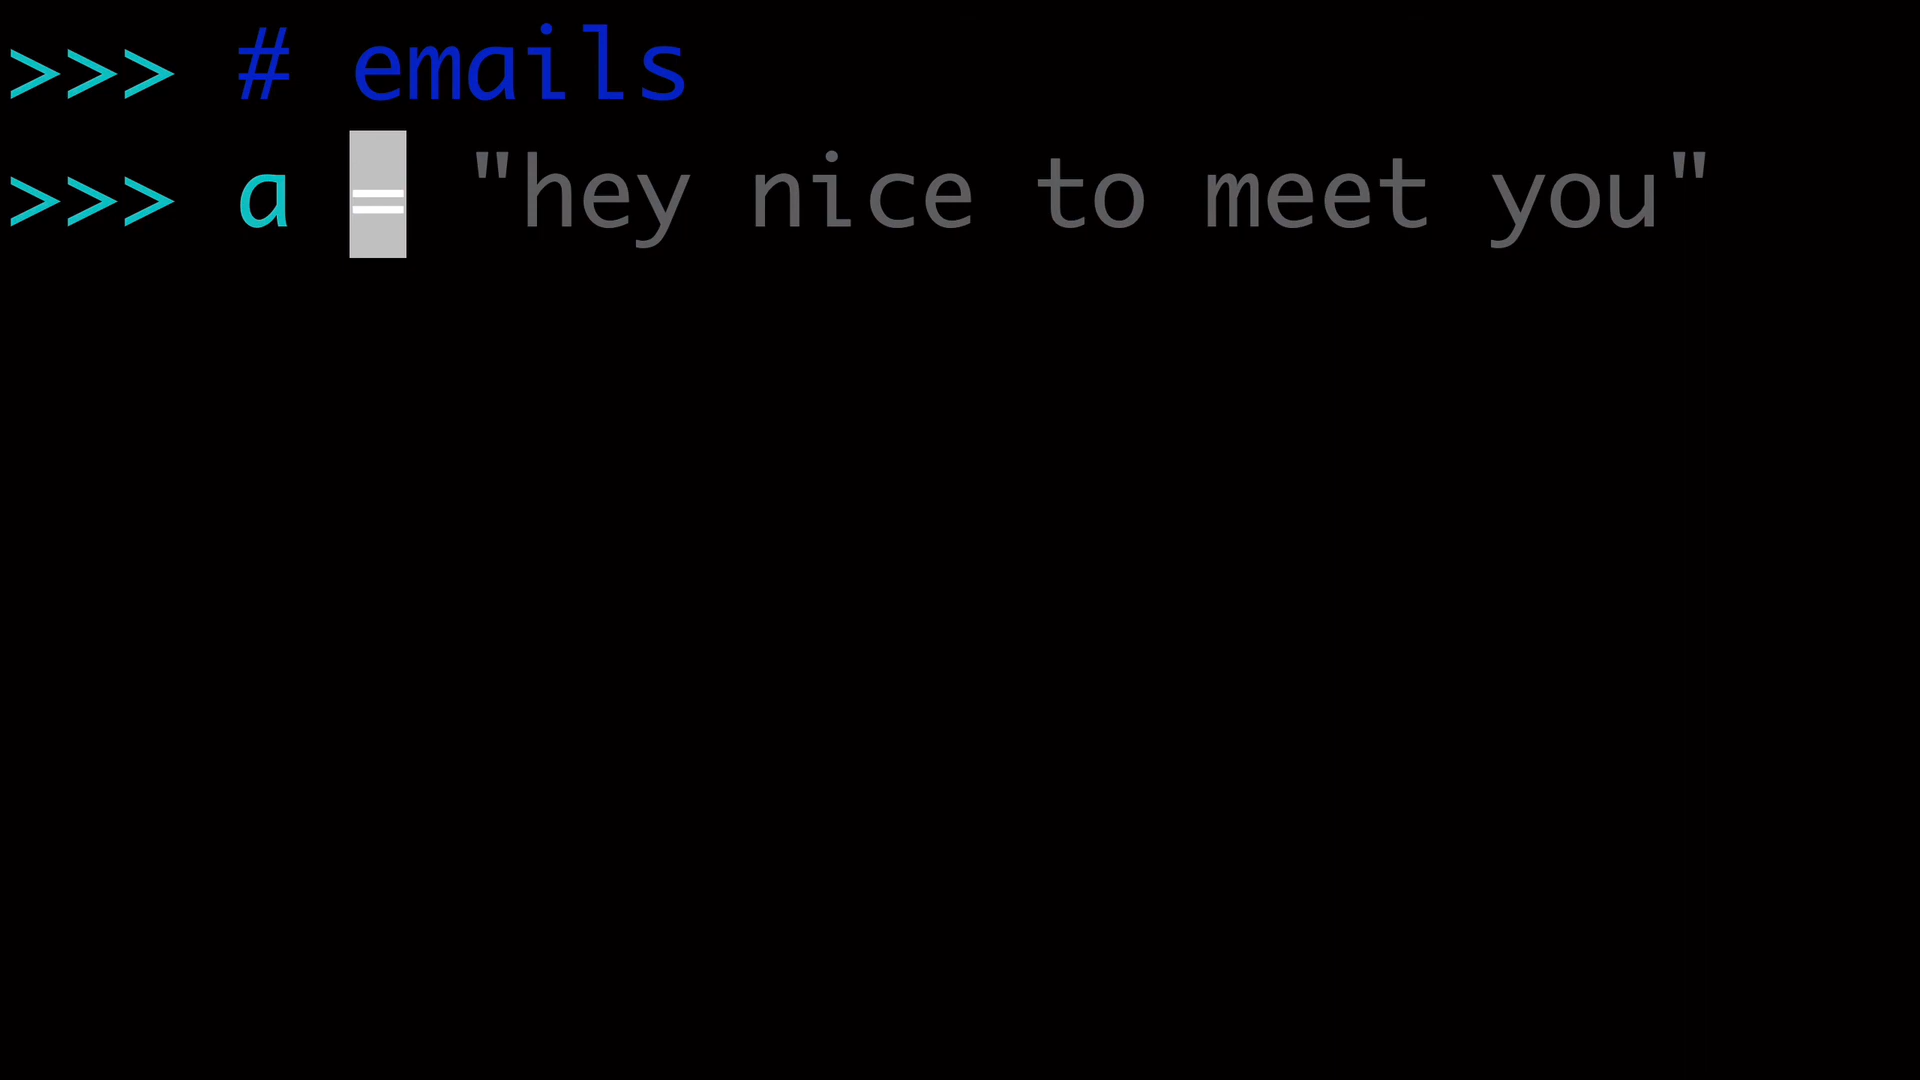 >>> # emails
>>> a = "hey nice to meet you"